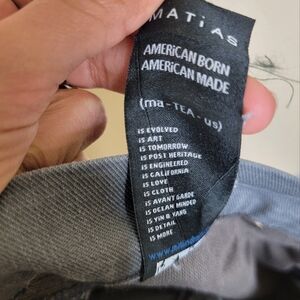 MATiAS
AMERiCAN BORN
AMERiCAN MADE
(ma-TEA-us)
IS EVOLVED
IS ART
IS TOMORROW
IS POST HERITAGE
IS ENGINEERED
IS CALIFORNIA
IS LOVE
IS CLOTH
IS AVANT GARDE
IS OCEAN MINDED
IS YIN & YANG
IS DETAIL
IS MORE